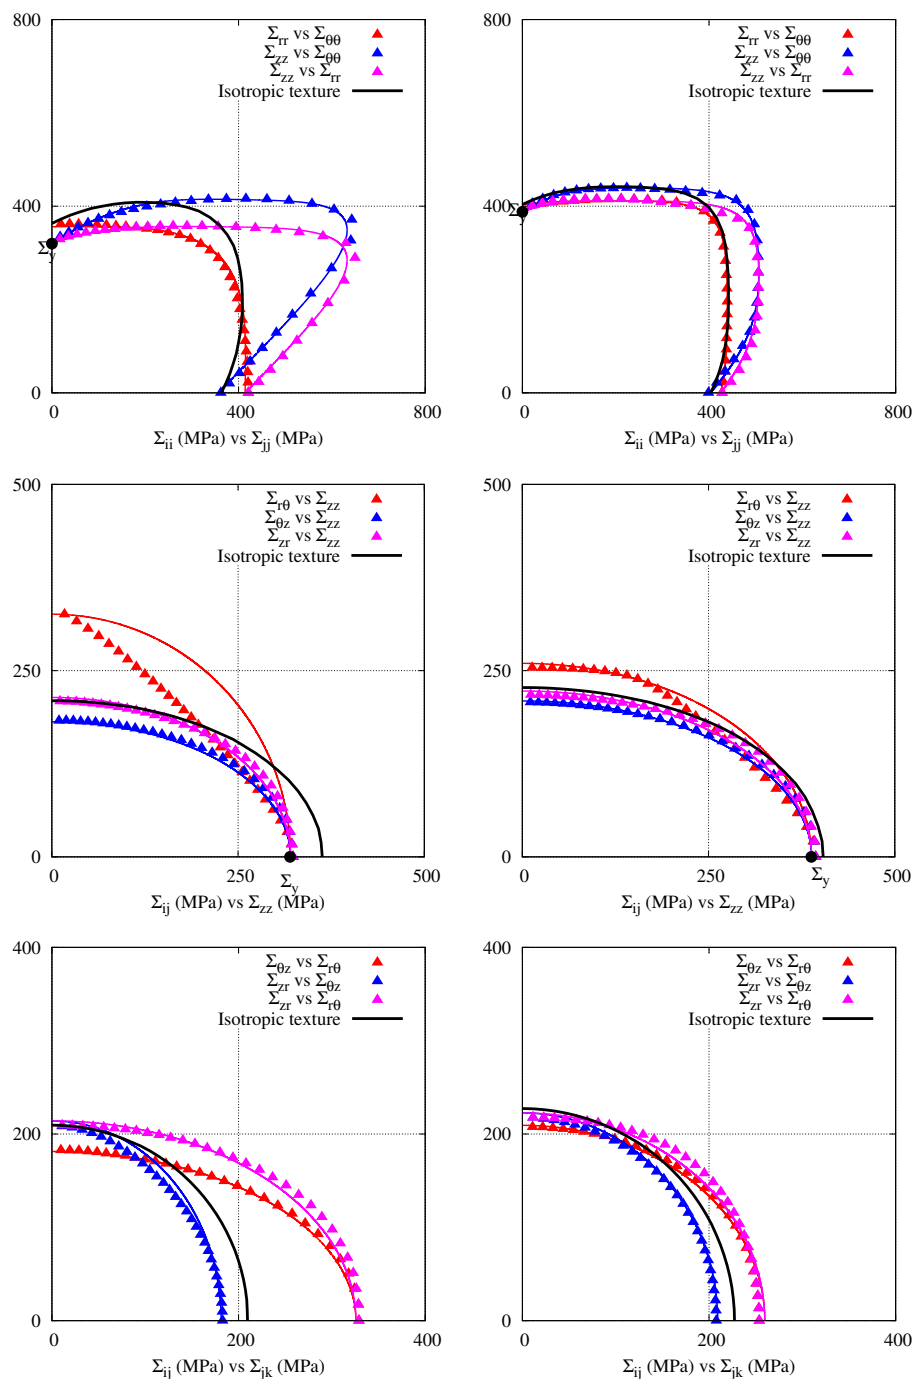 800
400
0
Σrr vs Σθθ
Σzz vs Σθθ
Σzz vs Σrr
Isotropic texture
Σy
0 400 800
Σii (MPa) vs Σjj (MPa)
800
400
0
Σrr vs Σθθ
Σzz vs Σθθ
Σzz vs Σrr
Isotropic texture
Σ
0 400 800
Σii (MPa) vs Σjj (MPa)
500
250
0
Σrθ vs Σzz
Σθz vs Σzz
Σzr vs Σzz
Isotropic texture
0 250 500
Σy
Σij (MPa) vs Σzz (MPa)
500
250
0
Σrθ vs Σzz
Σθz vs Σzz
Σzr vs Σzz
Isotropic texture
0 250 500
Σy
Σij (MPa) vs Σzz (MPa)
400
200
0
Σθz vs Σrθ
Σzr vs Σθz
Σzr vs Σrθ
Isotropic texture
0 200 400
Σij (MPa) vs Σjk (MPa)
400
200
0
Σθz vs Σrθ
Σzr vs Σθz
Σzr vs Σrθ
Isotropic texture
0 200 400
Σij (MPa) vs Σjk (MPa)